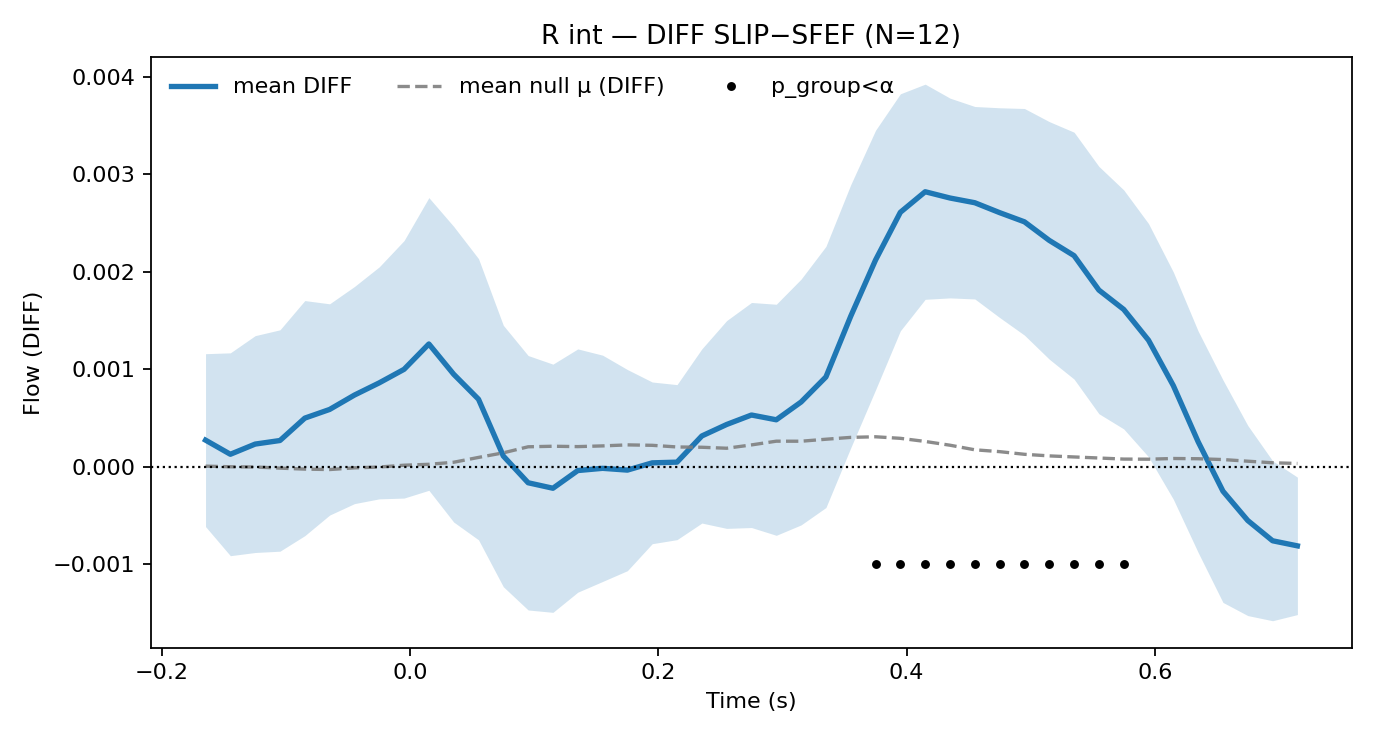 R int — DIFF SLIP−SFEF (N=12)
mean DIFF
mean null μ (DIFF)
p_group<α
0.004
0.003
0.002
0.001
0.000
−0.001
Flow (DIFF)
−0.2
0.0
0.2
0.4
0.6
Time (s)